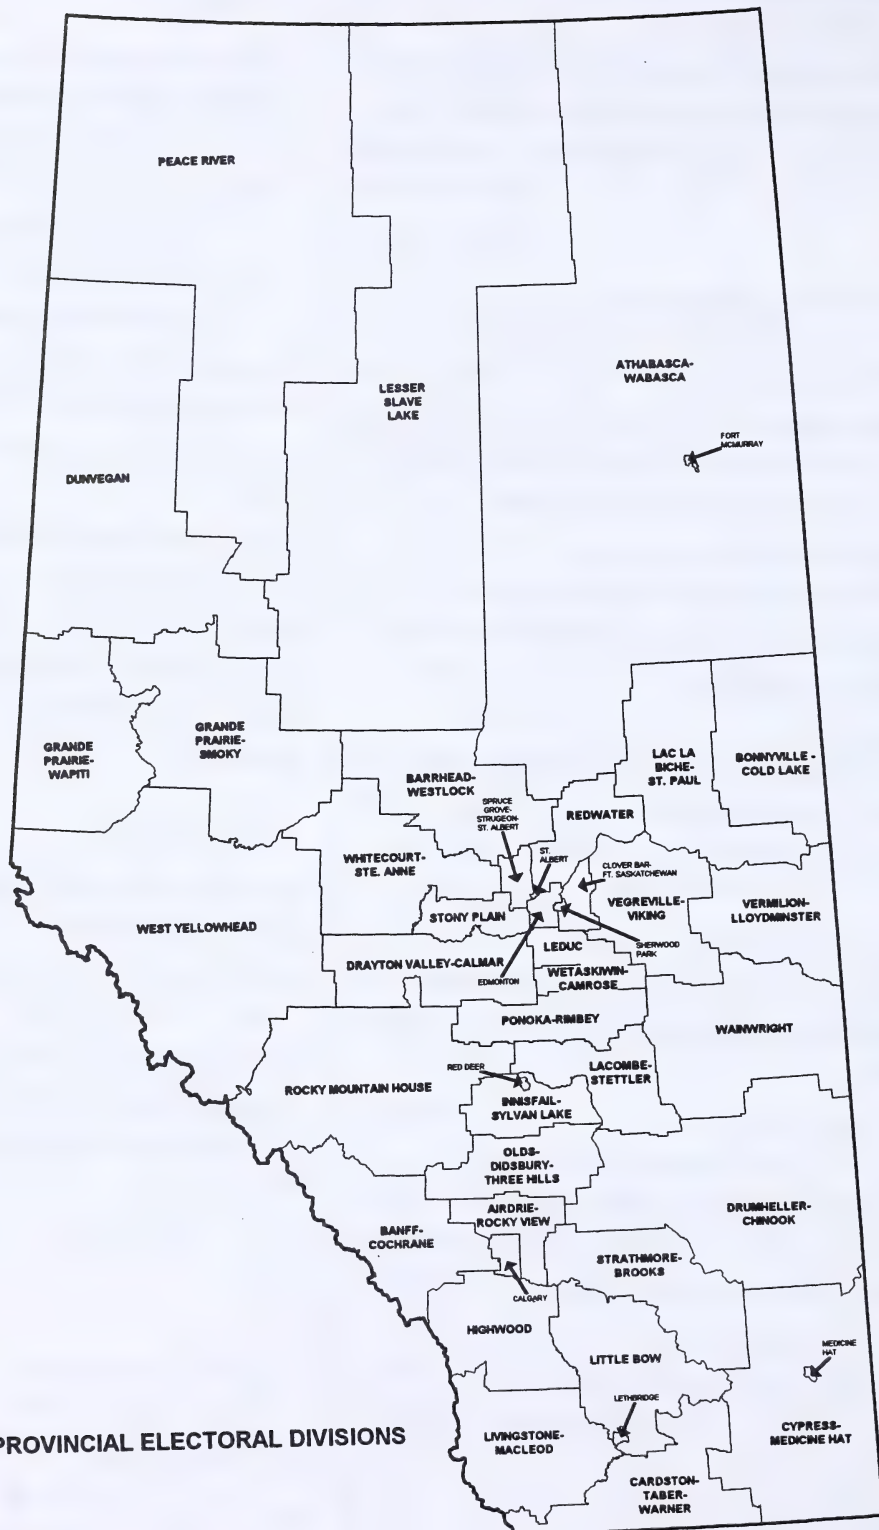 PEACE RIVER
ATHABASCA-
WABASCA
LESSER
SLAVE
LAKE
FORT
MCMURRAY
DUNVEGAN
GRANDE
PRAIRIE-
SMOKY
GRANDE
PRAIRIE-
WAPITI
LAC LA
BICHE-
ST. PAUL
BONNYVILLE -
COLD LAKE
BARRHEAD-
WESTLOCK
SPRUCE
GROVE-
STRUGEON-
ST. ALBERT
REDWATER
ST.
ALBERT
CLOVER BAR-
FT. SASKATCHEWAN
WHITECOURT-
STE. ANNE
STONY PLAIN
VEGREVILLE-
VIKING
VERMILION-
LLOYDMINSTER
WEST YELLOWHEAD
LEDUC
SHERWOOD
PARK
DRAYTON VALLEY-CALMAR
EDMONTON
WETASKIWIN-
CAMROSE
PONOKA-RIMBEY
WAINWRIGHT
RED DEER
LACOMBE-
STETTLER
ROCKY MOUNTAIN HOUSE
INNISFAIL-
SYLVAN LAKE
OLDS-
DIDSBURY-
THREE HILLS
AIRDRIE-
ROCKY VIEW
DRUMHELLER-
CHINOOK
BANFF-
COCHRANE
STRATHMORE-
BROOKS
CALGARY
HIGHWOOD
LITTLE BOW
MEDICINE
HAT
LETHBRIDGE
LIVINGSTONE-
MACLEOD
CYPRESS-
MEDICINE HAT
PROVINCIAL ELECTORAL DIVISIONS
CARDSTON-
TABER-
WARNER